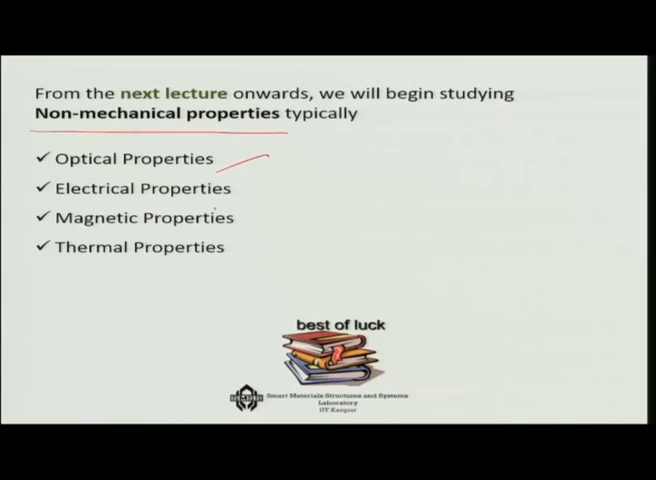 From the next lecture onwards, we will begin studying
Non-mechanical properties typically
✓ Optical Properties
✓ Electrical Properties
✓ Magnetic Properties
✓ Thermal Properties
best of luck
Smart Materials Structures and Systems
Laboratory
IIT Kanpur